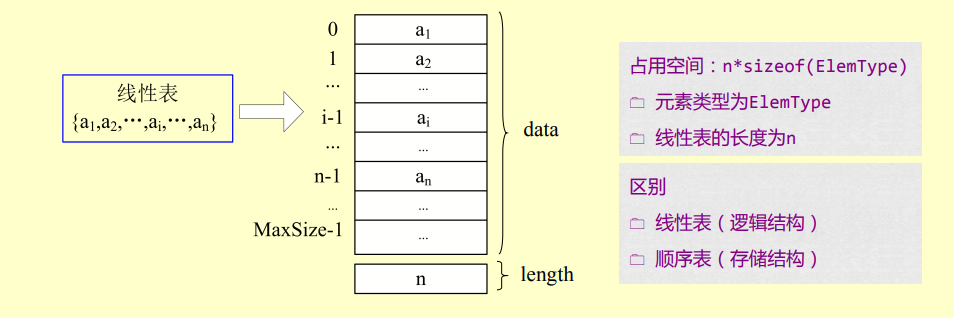 线性表
{a₁,a₂,⋯,aᵢ,⋯,aₙ}
0 a₁
1 a₂
... ...
i-1 aᵢ
... ...
n-1 aₙ
... ...
MaxSize-1 ...
data
n length
占用空间：n*sizeof(ElemType)
元素类型为ElemType
线性表的长度为n
区别
线性表（逻辑结构）
顺序表（存储结构）